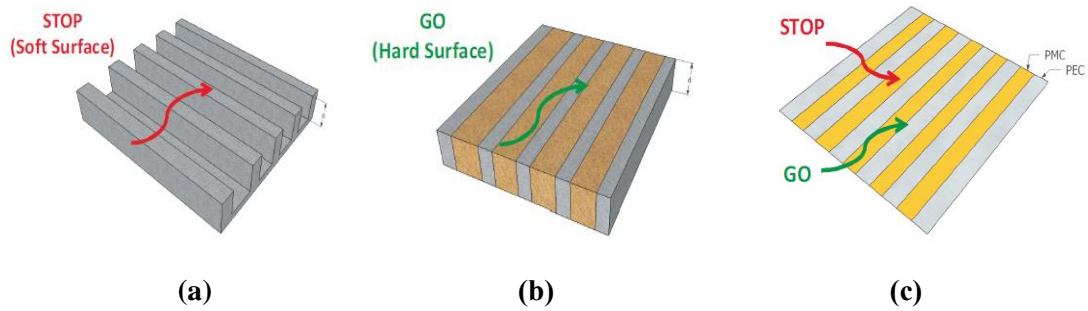 STOP
(Soft Surface)
d
(a)
GO
(Hard Surface)
d
(b)
STOP
GO
PMC
PEC
(c)